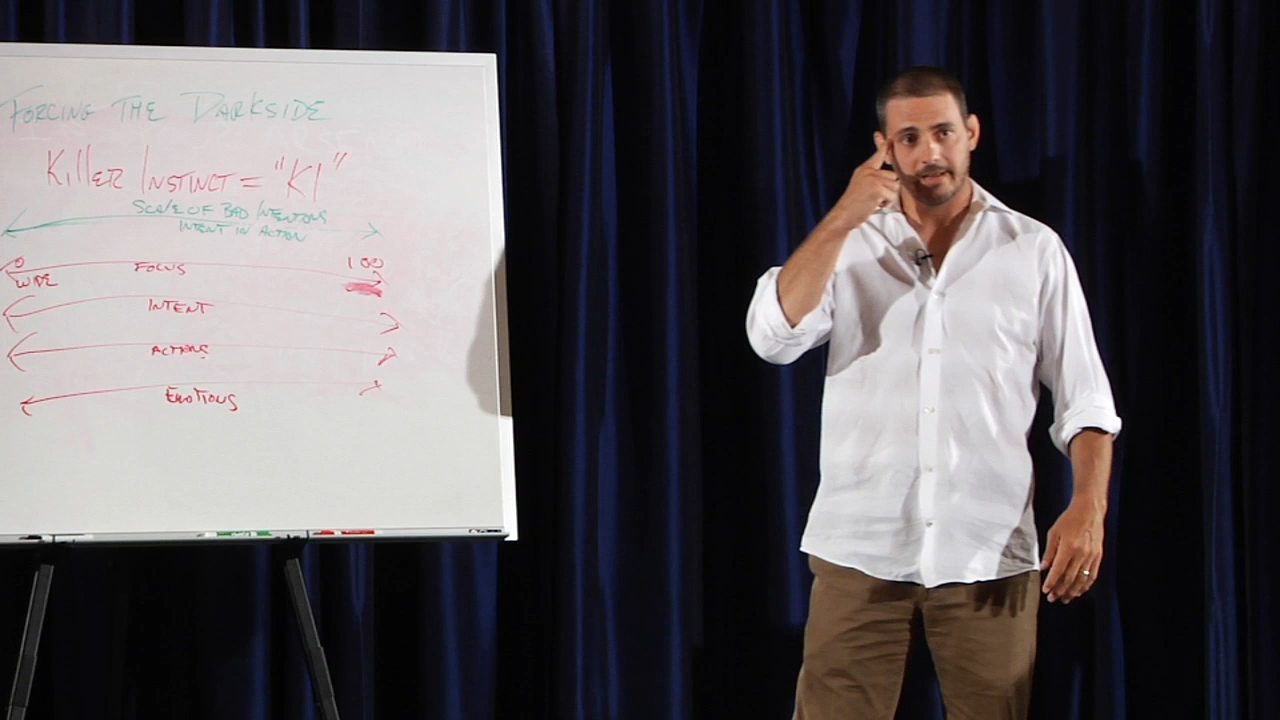 FORCING THE DARKSIDE
KillER INSTINCT = "KI"
SCALE OF BAD INTENTIONS
INTENT IN ACTION
0 FOCUS 100
WIDE
INTENT
ACTIONS
EMOTIONS